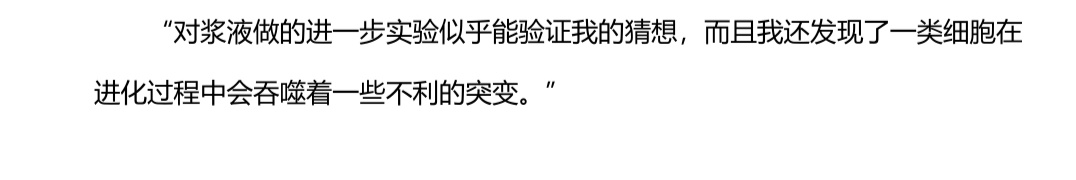 “对浆液做的进一步实验似乎能验证我的猜想，而且我还发现了一类细胞在
进化过程中会吞噬着一些不利的突变。”